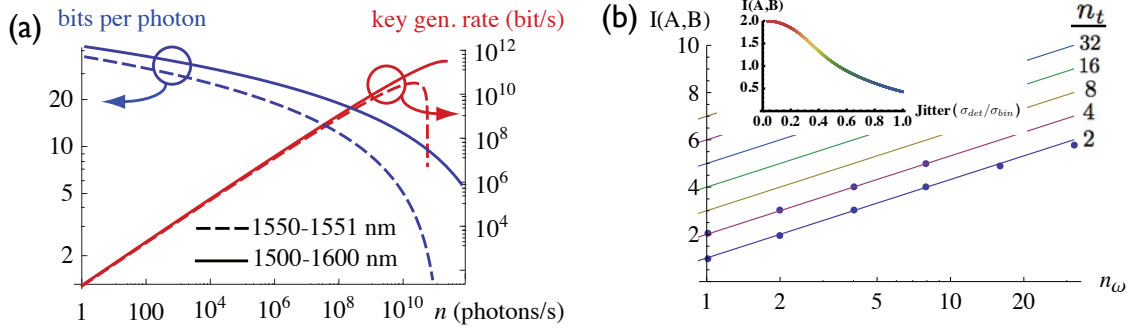 (a)
bits per photon
key gen. rate (bit/s)
20
10
5
2
10¹²
10¹⁰
10⁸
10⁶
10⁴
1550-1551 nm
1500-1600 nm
1 100 10⁴ 10⁶ 10⁸ 10¹⁰ n (photons/s)
(b)
I(A,B)
10
8
6
4
2
1 2 5 10 20 nω
I(A,B)
2.0
1.5
1.0
0.5
0.0 0.2 0.4 0.6 0.8 1.0
Jitter (σdet/σbin)
nt
32
16
8
4
2